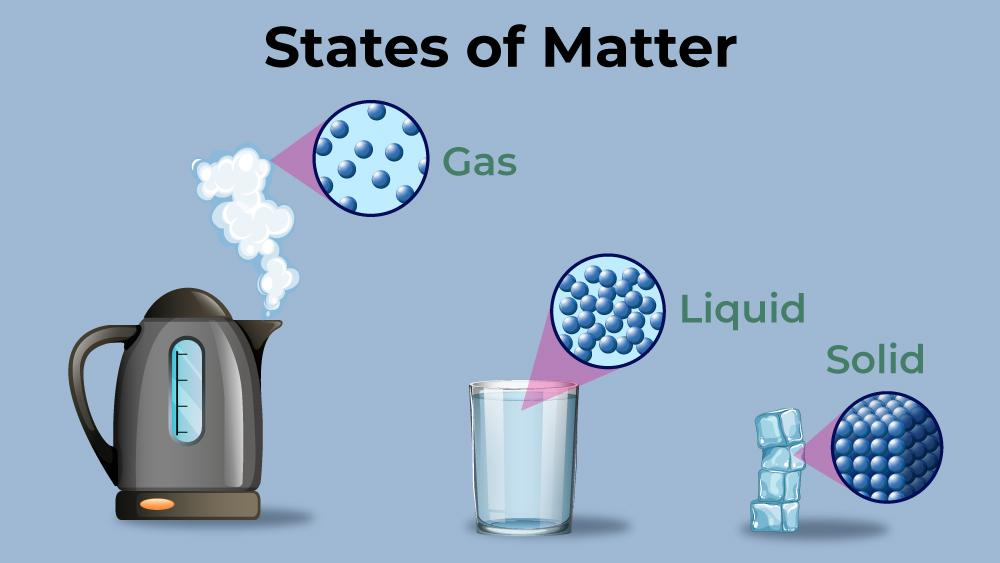 States of Matter
Gas
Liquid
Solid